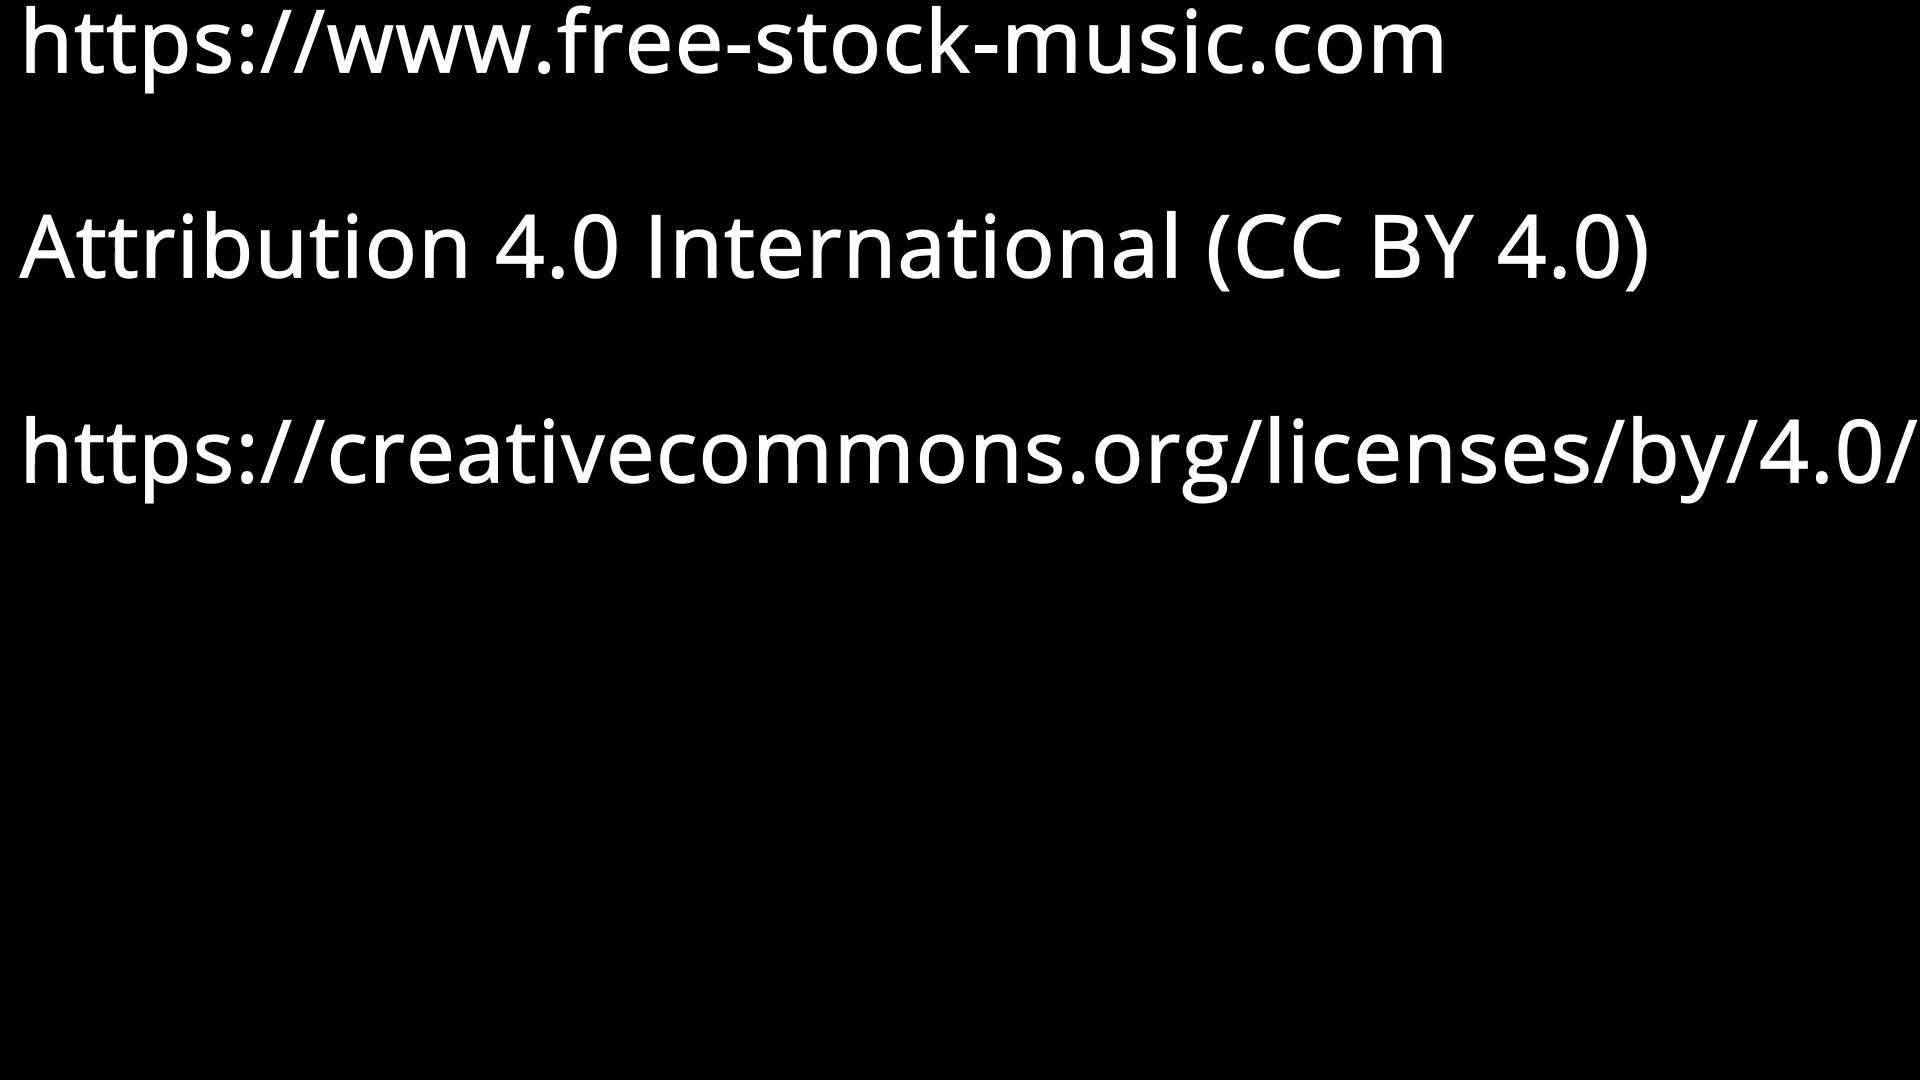 https://www.free-stock-music.com
Attribution 4.0 International (CC BY 4.0)
https://creativecommons.org/licenses/by/4.0/